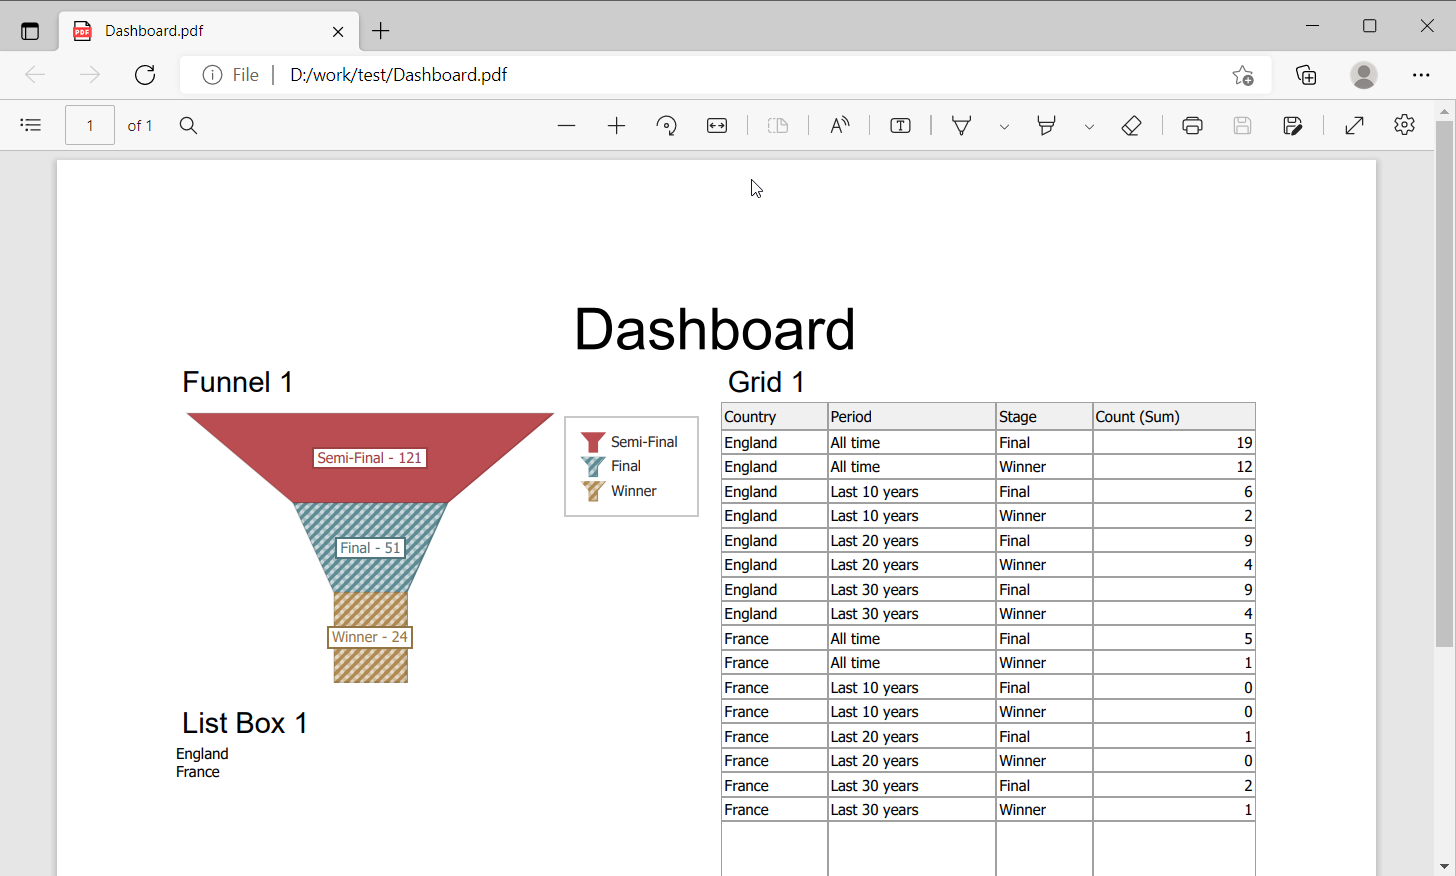 Dashboard.pdf
File | D:/work/test/Dashboard.pdf
1 of 1
Dashboard
Funnel 1
Semi-Final - 121
Final - 51
Winner - 24
Semi-Final
Final
Winner
List Box 1
England
France
Grid 1
Country Period Stage Count (Sum)
England All time Final 19
England All time Winner 12
England Last 10 years Final 6
England Last 10 years Winner 2
England Last 20 years Final 9
England Last 20 years Winner 4
England Last 30 years Final 9
England Last 30 years Winner 4
France All time Final 5
France All time Winner 1
France Last 10 years Final 0
France Last 10 years Winner 0
France Last 20 years Final 1
France Last 20 years Winner 0
France Last 30 years Final 2
France Last 30 years Winner 1